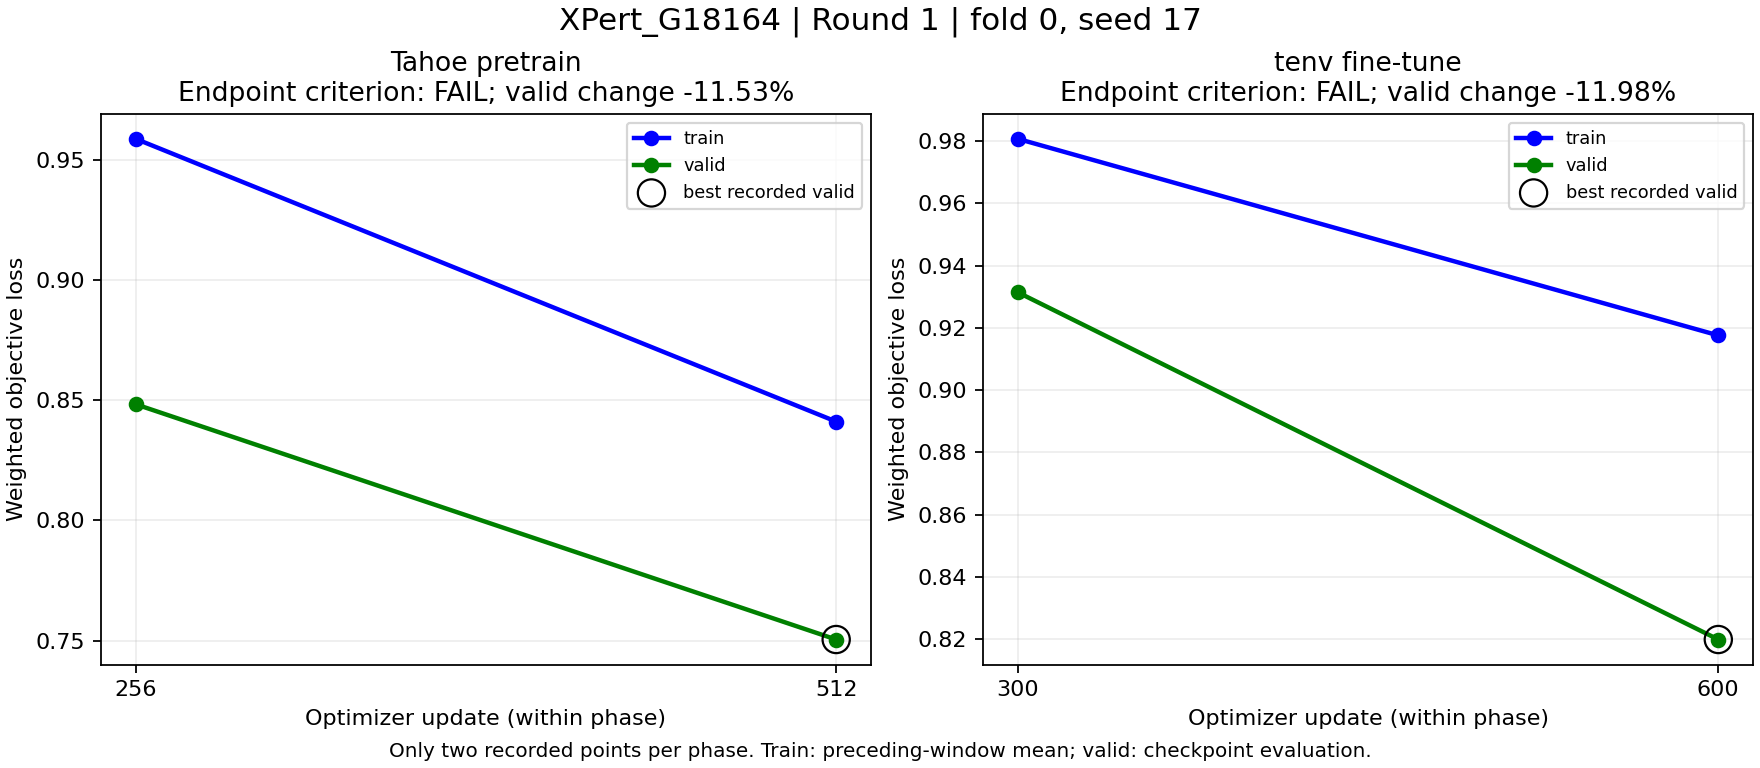 XPert_G18164 | Round 1 | fold 0, seed 17
Tahoe pretrain
Endpoint criterion: FAIL; valid change -11.53%
train
valid
best recorded valid
Weighted objective loss
0.95
0.90
0.85
0.80
0.75
256
512
Optimizer update (within phase)
tenv fine-tune
Endpoint criterion: FAIL; valid change -11.98%
train
valid
best recorded valid
Weighted objective loss
0.98
0.96
0.94
0.92
0.90
0.88
0.86
0.84
0.82
300
600
Optimizer update (within phase)
Only two recorded points per phase. Train: preceding-window mean; valid: checkpoint evaluation.